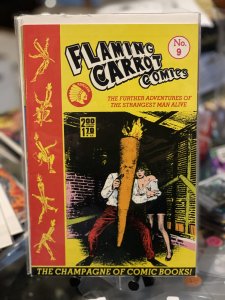 FLAMING
CARROT
COMICS
No.
9
THE FURTHER ADVENTURES OF
THE STRANGEST MAN ALIVE
200
170
THE CHAMPAGNE OF COMIC BOOKS!